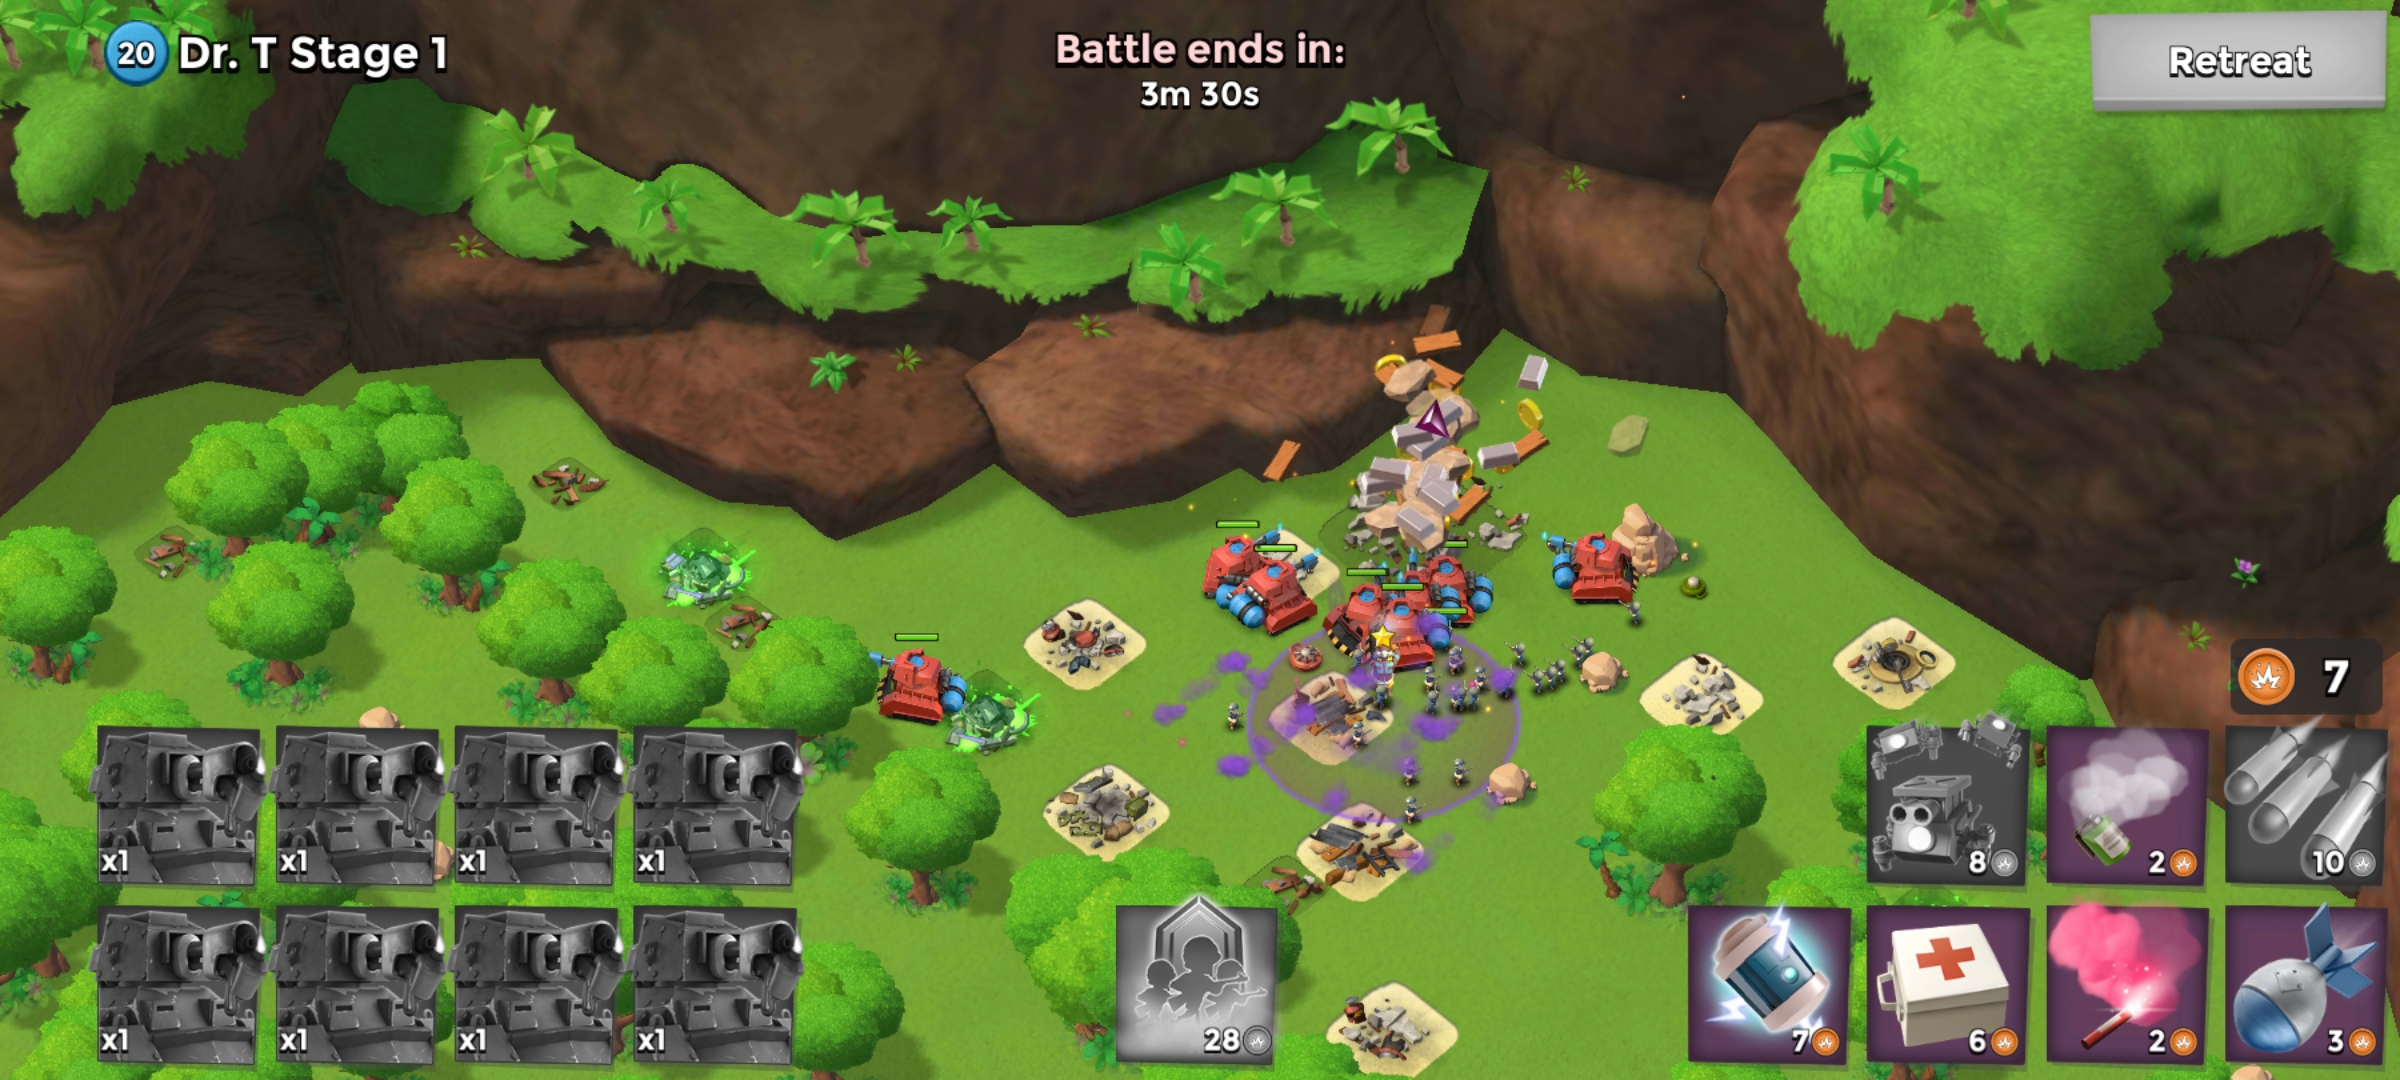 20 Dr. T Stage 1
Battle ends in:
3m 30s
Retreat
7
x1 x1 x1 x1
8 2 10
x1 x1 x1 x1
28
7 6 2 3